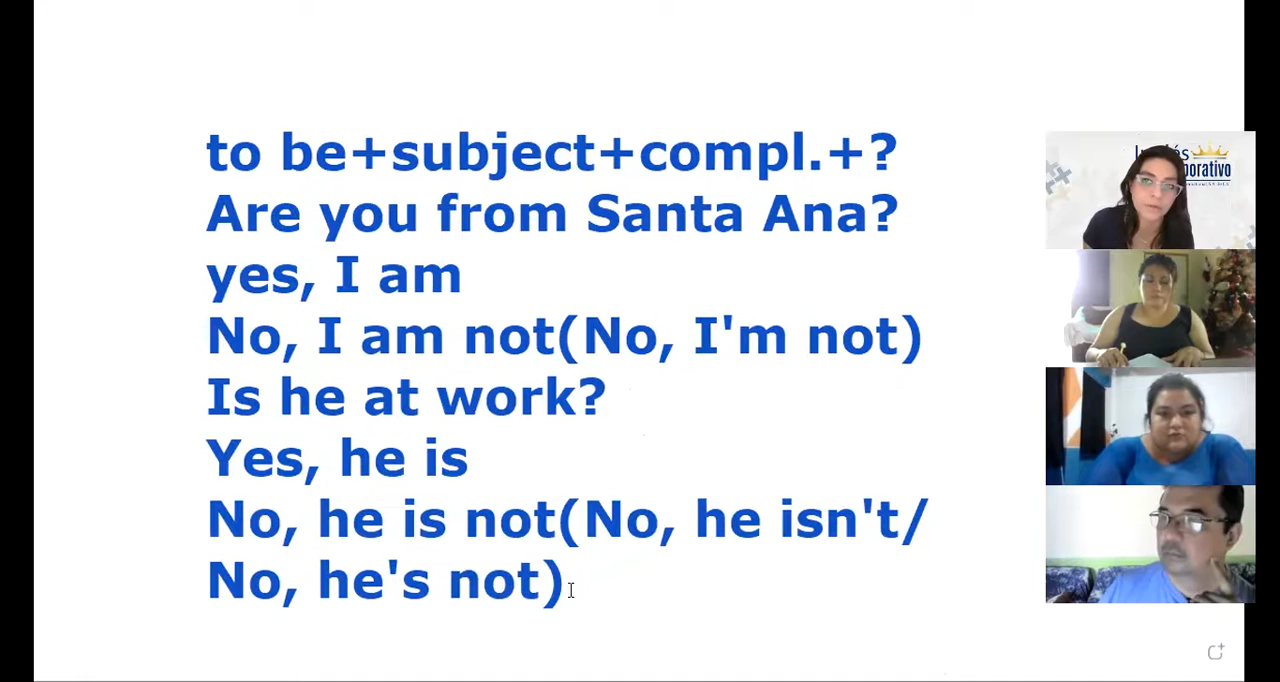 to be+subject+compl.+?
Are you from Santa Ana?
yes, I am
No, I am not(No, I'm not)
Is he at work?
Yes, he is
No, he is not(No, he isn't/
No, he's not)